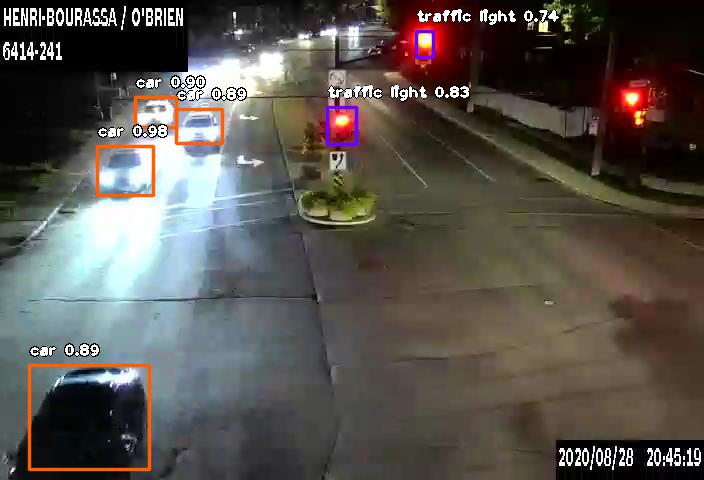 HENRI-BOURASSA / O'BRIEN
6414-241
traffic light 0.74
car 0.90
car 0.89
traffic light 0.83
car 0.98
car 0.89
2020/08/28 20:45:19